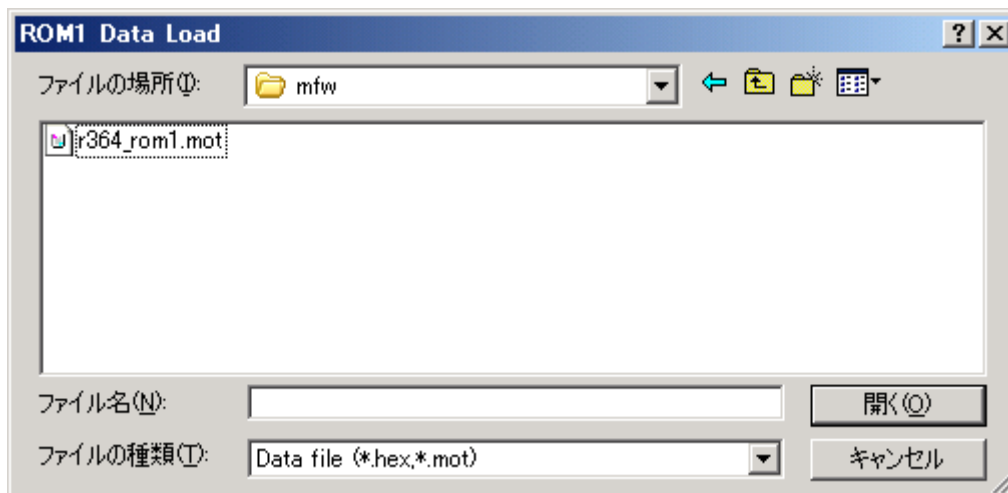 ROM1 Data Load
ファイルの場所(I):
mfw
r364_rom1.mot
ファイル名(N):
開く(O)
ファイルの種類(T):
Data file (*.hex,*.mot)
キャンセル